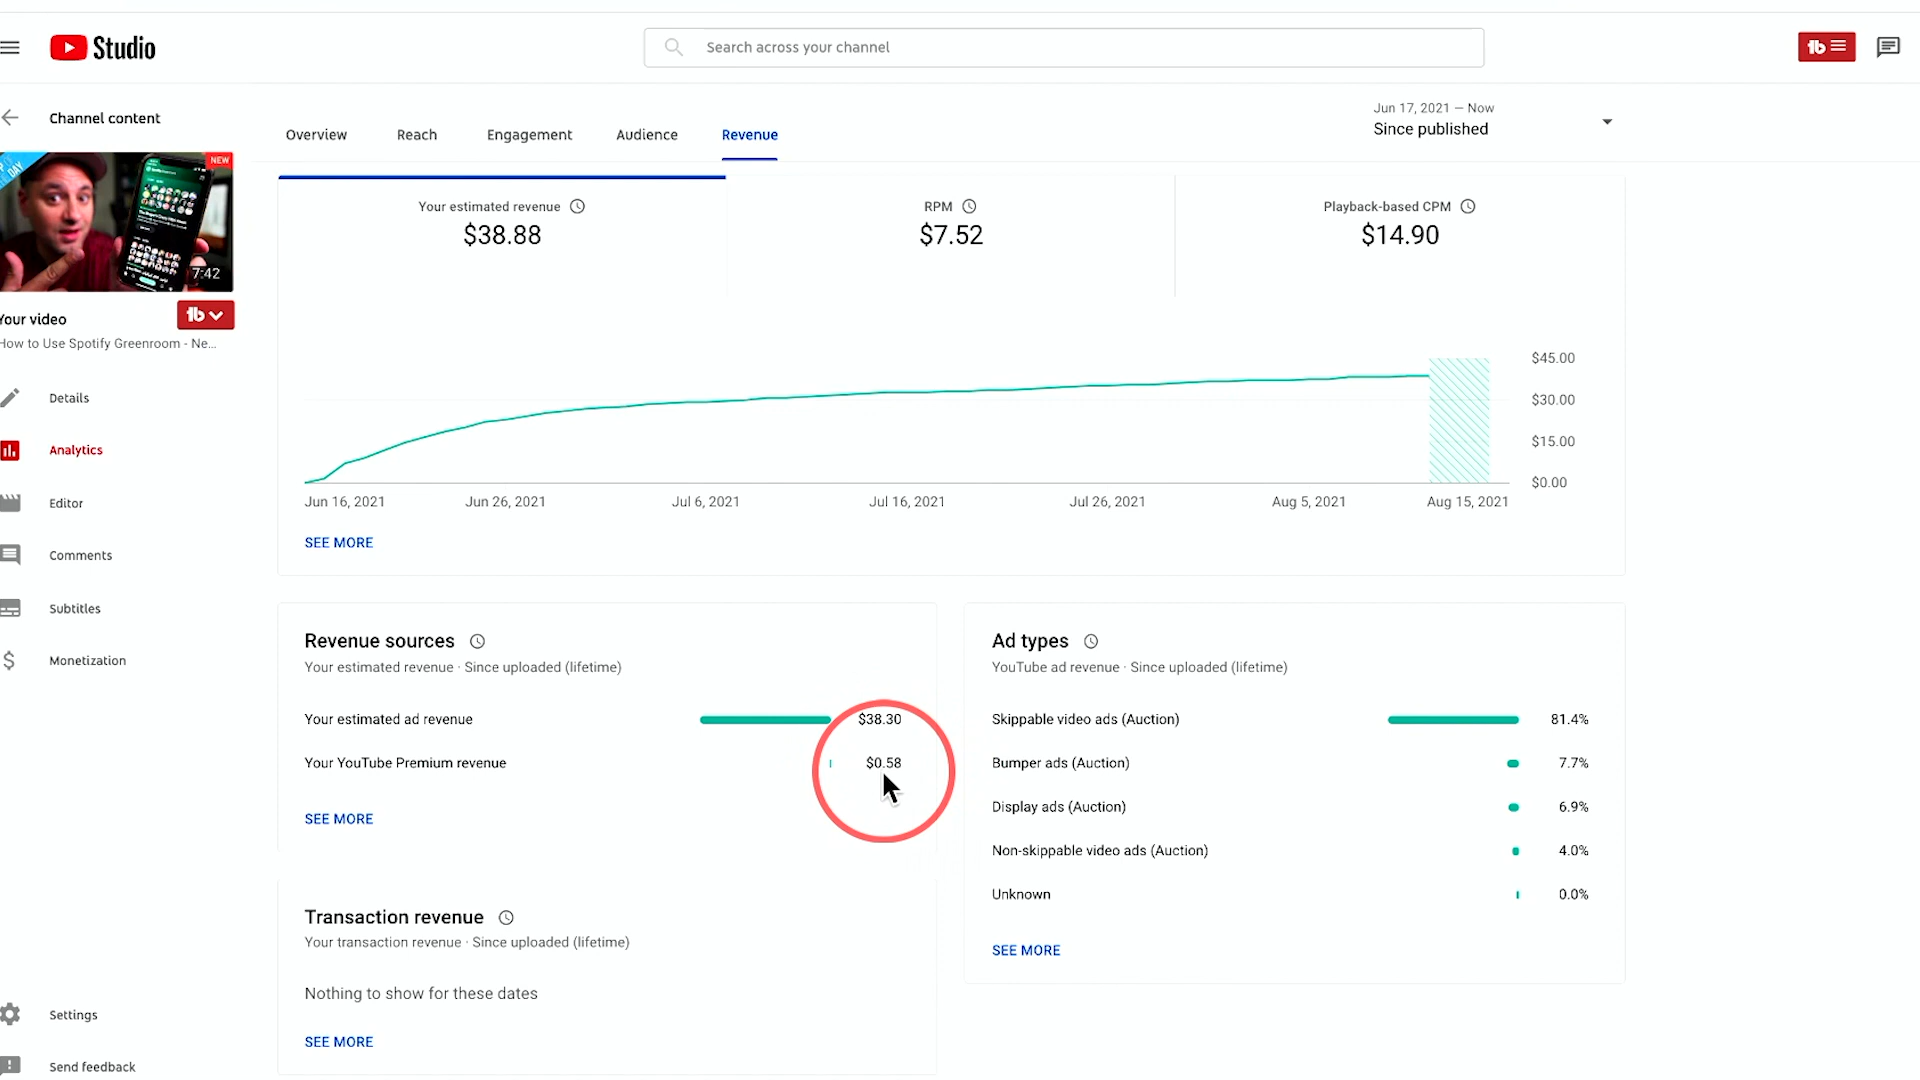 Studio
Search across your channel
Channel content
Overview
Reach
Engagement
Audience
Revenue
Jun 17, 2021 – Now
Since published
NEW
DAY
7:42
Your video
How to Use Spotify Greenroom - Ne...
Details
Analytics
Editor
Comments
Subtitles
Monetization
Settings
Send feedback
Your estimated revenue
$38.88
RPM
$7.52
Playback-based CPM
$14.90
$45.00
$30.00
$15.00
$0.00
Jun 16, 2021
Jun 26, 2021
Jul 6, 2021
Jul 16, 2021
Jul 26, 2021
Aug 5, 2021
Aug 15, 2021
SEE MORE
Revenue sources
Your estimated revenue · Since uploaded (lifetime)
Your estimated ad revenue $38.30
Your YouTube Premium revenue $0.58
SEE MORE
Transaction revenue
Your transaction revenue · Since uploaded (lifetime)
Nothing to show for these dates
SEE MORE
Ad types
YouTube ad revenue · Since uploaded (lifetime)
Skippable video ads (Auction) 81.4%
Bumper ads (Auction) 7.7%
Display ads (Auction) 6.9%
Non-skippable video ads (Auction) 4.0%
Unknown 0.0%
SEE MORE